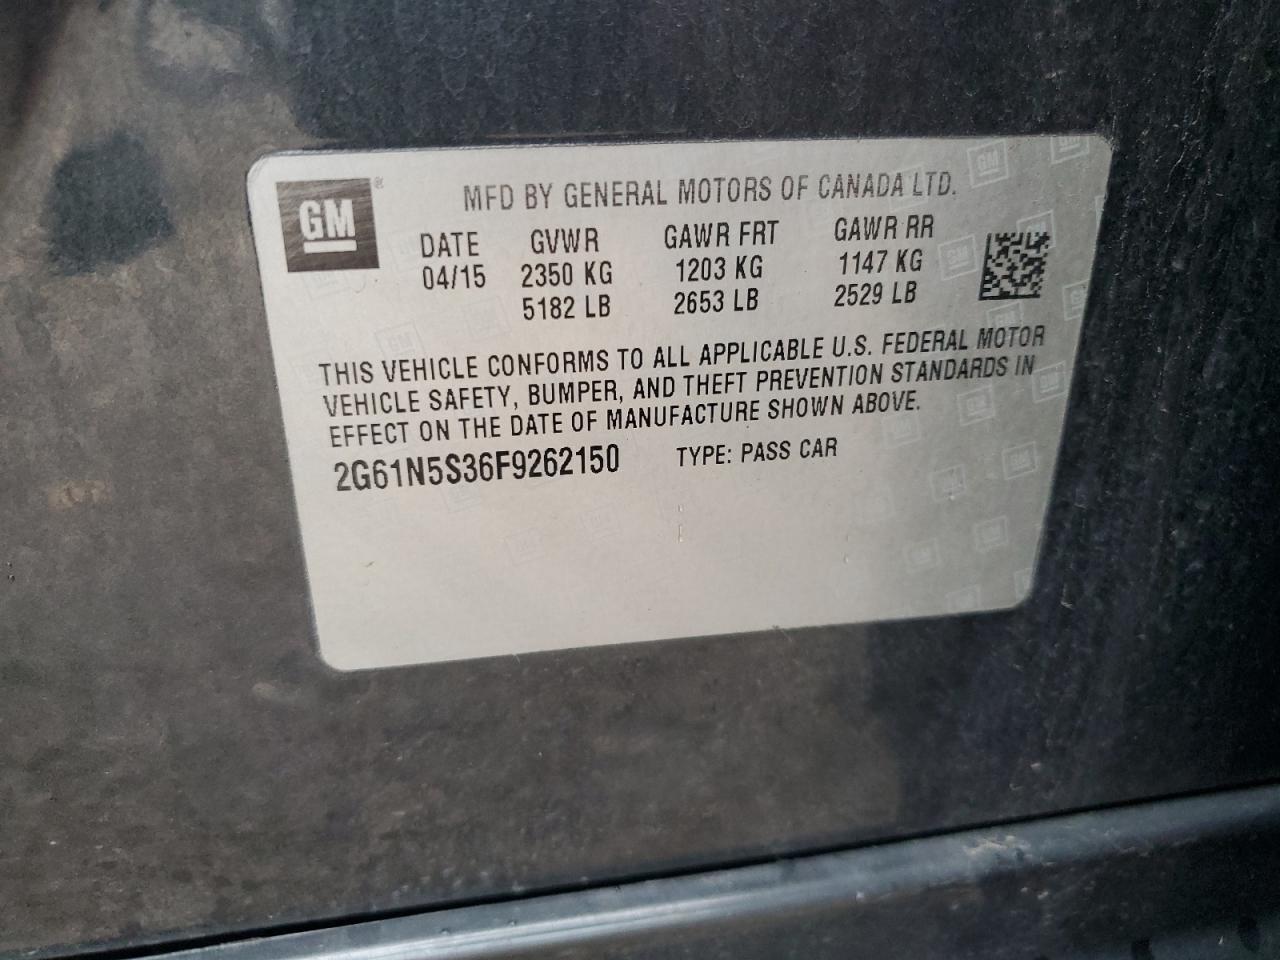 GM
®
MFD BY GENERAL MOTORS OF CANADA LTD.
DATE GVWR GAWR FRT GAWR RR
04/15 2350 KG 1203 KG 1147 KG
5182 LB 2653 LB 2529 LB
THIS VEHICLE CONFORMS TO ALL APPLICABLE U.S. FEDERAL MOTOR
VEHICLE SAFETY, BUMPER, AND THEFT PREVENTION STANDARDS IN
EFFECT ON THE DATE OF MANUFACTURE SHOWN ABOVE.
2G61N5S36F9262150 TYPE: PASS CAR